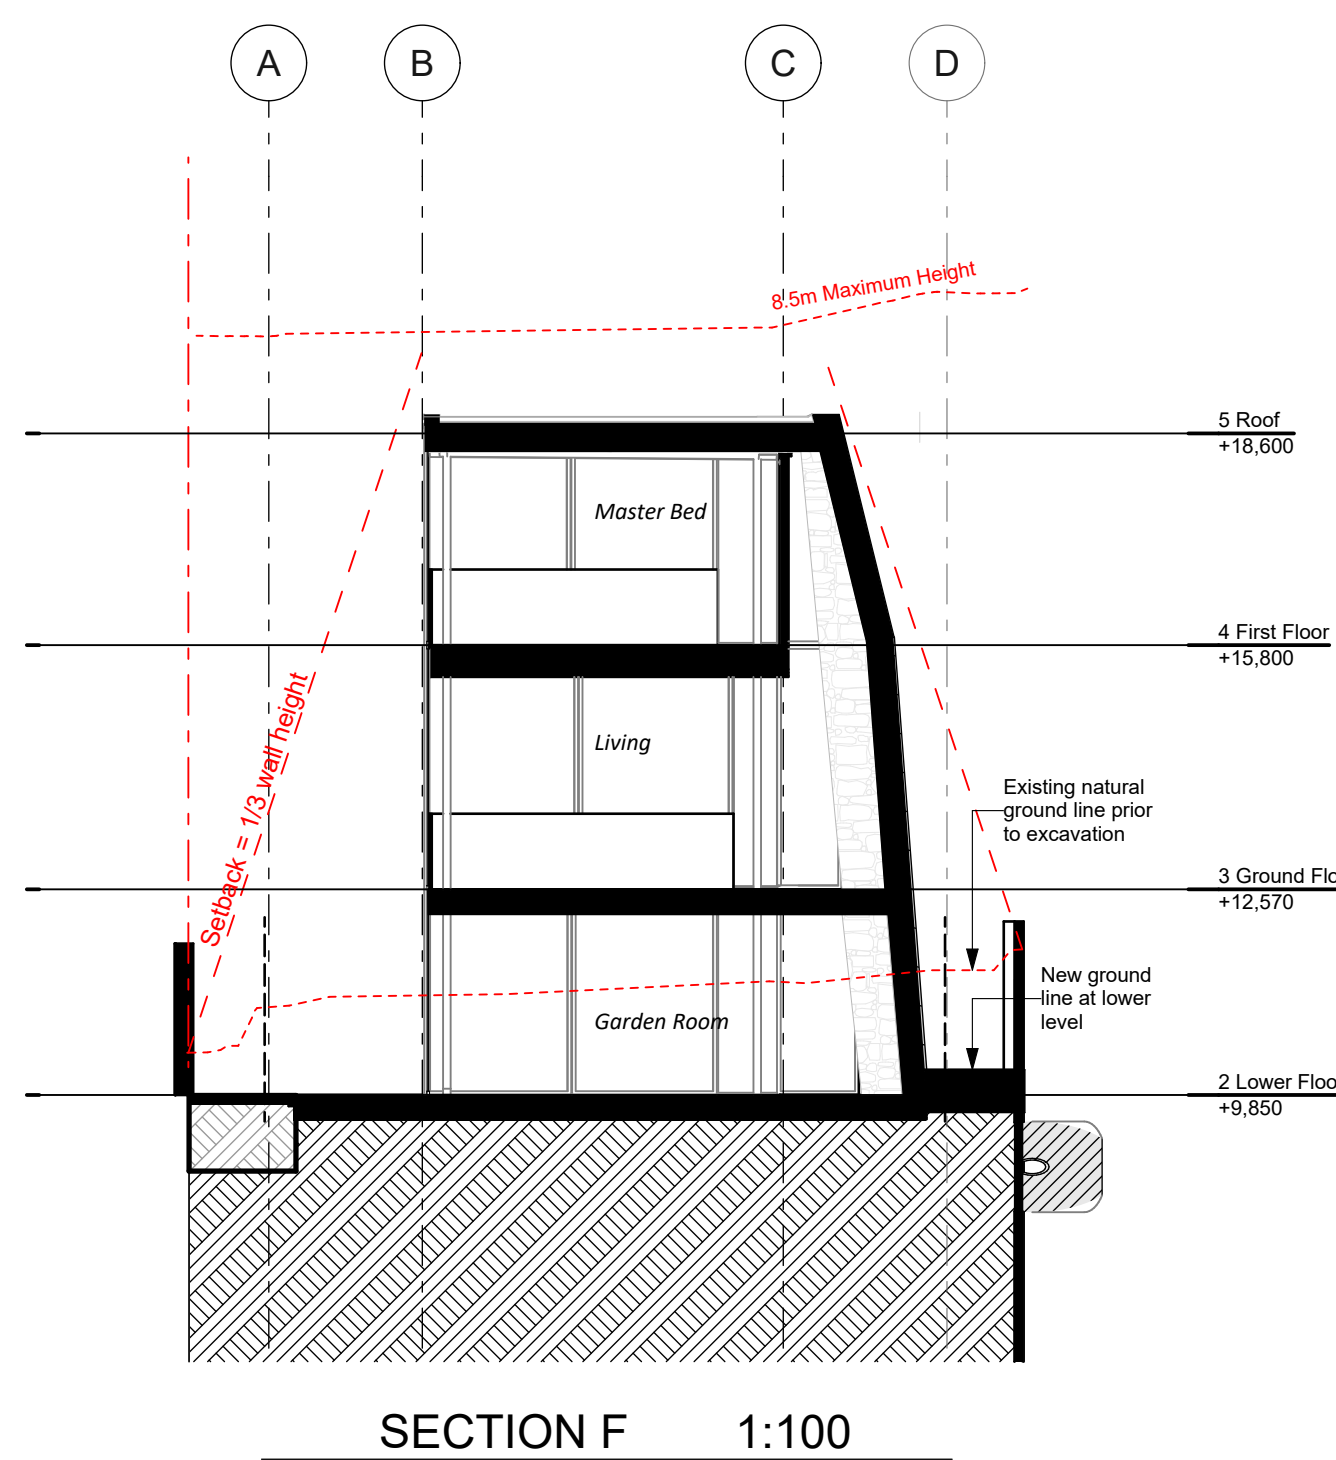 A B C D
8.5m Maximum Height
5 Roof
+18,600
Master Bed
4 First Floor
+15,800
Setback = 1/3 wall height
Living
Existing natural
ground line prior
to excavation
3 Ground Flo
+12,570
New ground
line at lower
level
Garden Room
2 Lower Floo
+9,850
SECTION F 1:100